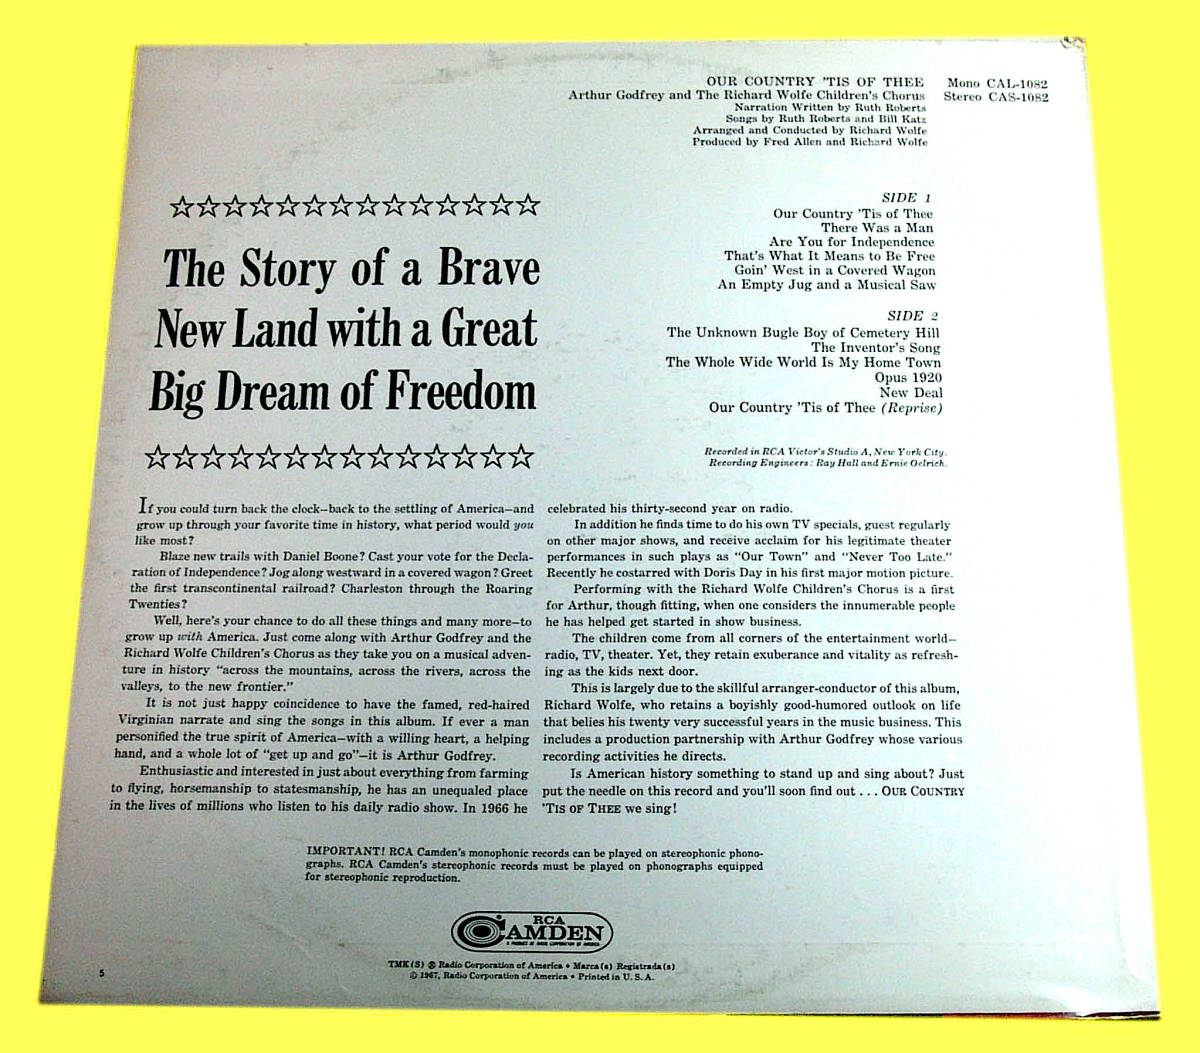 OUR COUNTRY 'TIS OF THEE Mono CAL-1082
Arthur Godfrey and The Richard Wolfe Children's Chorus Stereo CAS-1082
Narration Written by Ruth Roberts
Songs by Ruth Roberts and Bill Katz
Arranged and Conducted by Richard Wolfe
Produced by Fred Allen and Richard Wolfe
The Story of a Brave
New Land with a Great
Big Dream of Freedom
SIDE 1
Our Country 'Tis of Thee
There Was a Man
Are You for Independence
That's What It Means to Be Free
Goin' West in a Covered Wagon
An Empty Jug and a Musical Saw
SIDE 2
The Unknown Bugle Boy of Cemetery Hill
The Inventor's Song
The Whole Wide World Is My Home Town
Opus 1920
New Deal
Our Country 'Tis of Thee (Reprise)
Recorded in RCA Victor's Studio A, New York City.
Recording Engineers: Ray Hall and Ernie Oelrich.
If you could turn back the clock—back to the settling of America—and
grow up through your favorite time in history, what period would you
like most?
Blaze new trails with Daniel Boone? Cast your vote for the Decla-
ration of Independence? Jog along westward in a covered wagon? Greet
the first transcontinental railroad? Charleston through the Roaring
Twenties?
Well, here's your chance to do all these things and many more—to
grow up with America. Just come along with Arthur Godfrey and the
Richard Wolfe Children's Chorus as they take you on a musical adven-
ture in history "across the mountains, across the rivers, across the
valleys, to the new frontier."
It is not just happy coincidence to have the famed, red-haired
Virginian narrate and sing the songs in this album. If ever a man
personified the true spirit of America—with a willing heart, a helping
hand, and a whole lot of "get up and go"—it is Arthur Godfrey.
Enthusiastic and interested in just about everything from farming
to flying, horsemanship to statesmanship, he has an unequaled place
in the lives of millions who listen to his daily radio show. In 1966 he
celebrated his thirty-second year on radio.
In addition he finds time to do his own TV specials, guest regularly
on other major shows, and receive acclaim for his legitimate theater
performances in such plays as "Our Town" and "Never Too Late."
Recently he costarred with Doris Day in his first major motion picture.
Performing with the Richard Wolfe Children's Chorus is a first
for Arthur, though fitting, when one considers the innumerable people
he has helped get started in show business.
The children come from all corners of the entertainment world—
radio, TV, theater. Yet, they retain exuberance and vitality as refresh-
ing as the kids next door.
This is largely due to the skillful arranger-conductor of this album,
Richard Wolfe, who retains a boyishly good-humored outlook on life
that belies his twenty very successful years in the music business. This
includes a production partnership with Arthur Godfrey whose various
recording activities he directs.
Is American history something to stand up and sing about? Just
put the needle on this record and you'll soon find out . . . OUR COUNTRY
'TIS OF THEE we sing!
IMPORTANT! RCA Camden's monophonic records can be played on stereophonic phono-
graphs. RCA Camden's stereophonic records must be played on phonographs equipped
for stereophonic reproduction.
RCA
CAMDEN
A PRODUCT OF RADIO CORPORATION OF AMERICA
TMK(S) ® Radio Corporation of America • Marca(s) Registrada(s)
© 1967, Radio Corporation of America • Printed in U. S. A.
5